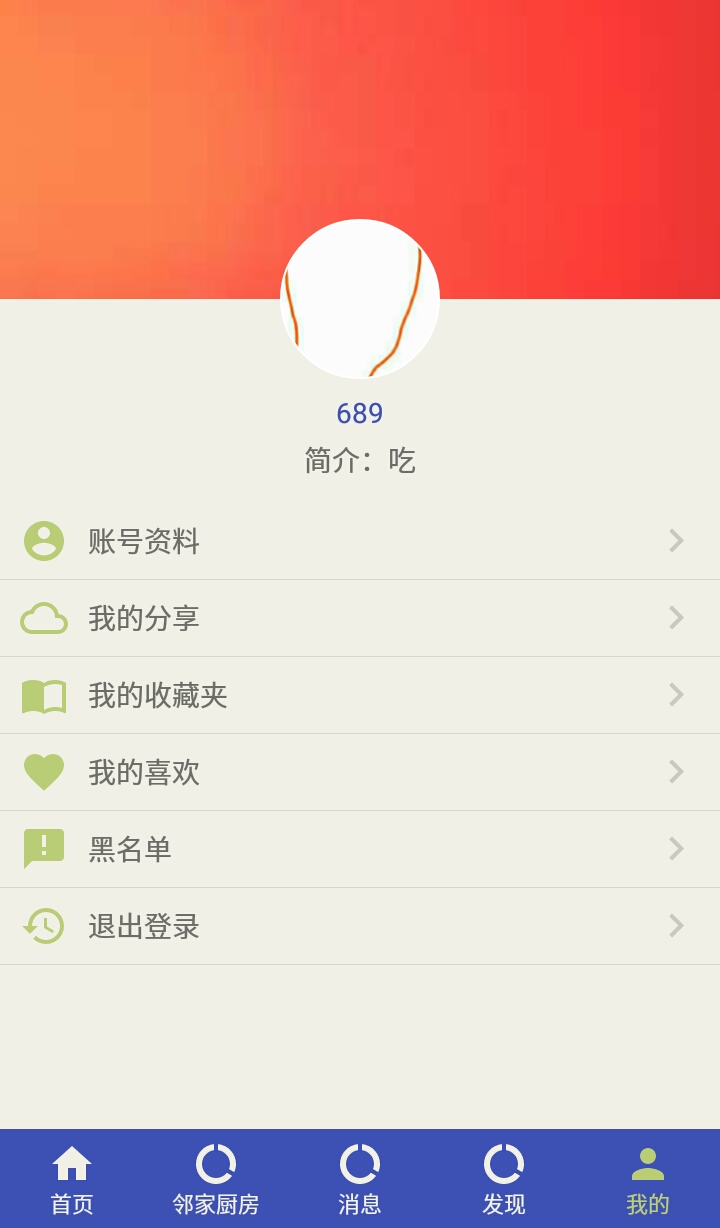 689
简介：吃
账号资料
我的分享
我的收藏夹
我的喜欢
黑名单
退出登录
首页 邻家厨房 消息 发现 我的